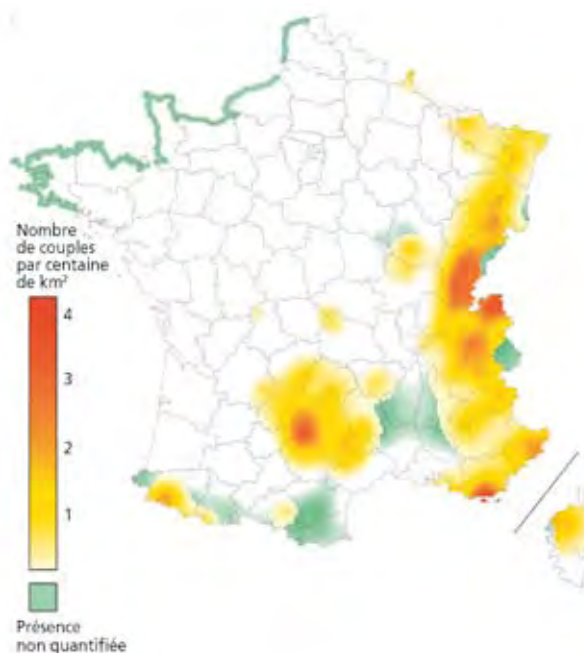 Nombre
de couples
par centaine
de km²
4
3
2
1
Présence
non quantifiée